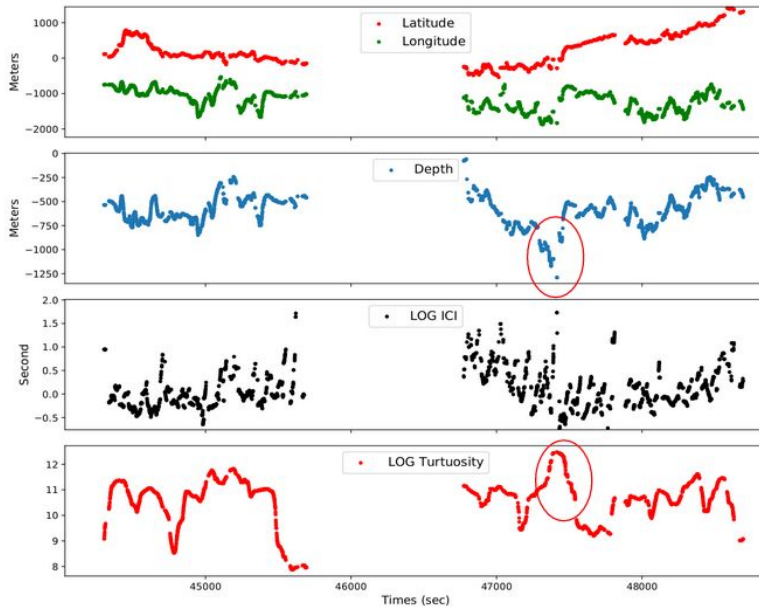 1000
0
−1000
−2000
Meters
Latitude
Longitude
0
−250
−500
−750
−1000
−1250
Meters
Depth
2.0
1.5
1.0
0.5
0.0
−0.5
Second
LOG ICI
12
11
10
9
8
LOG Turtuosity
45000
46000
47000
48000
Times (sec)